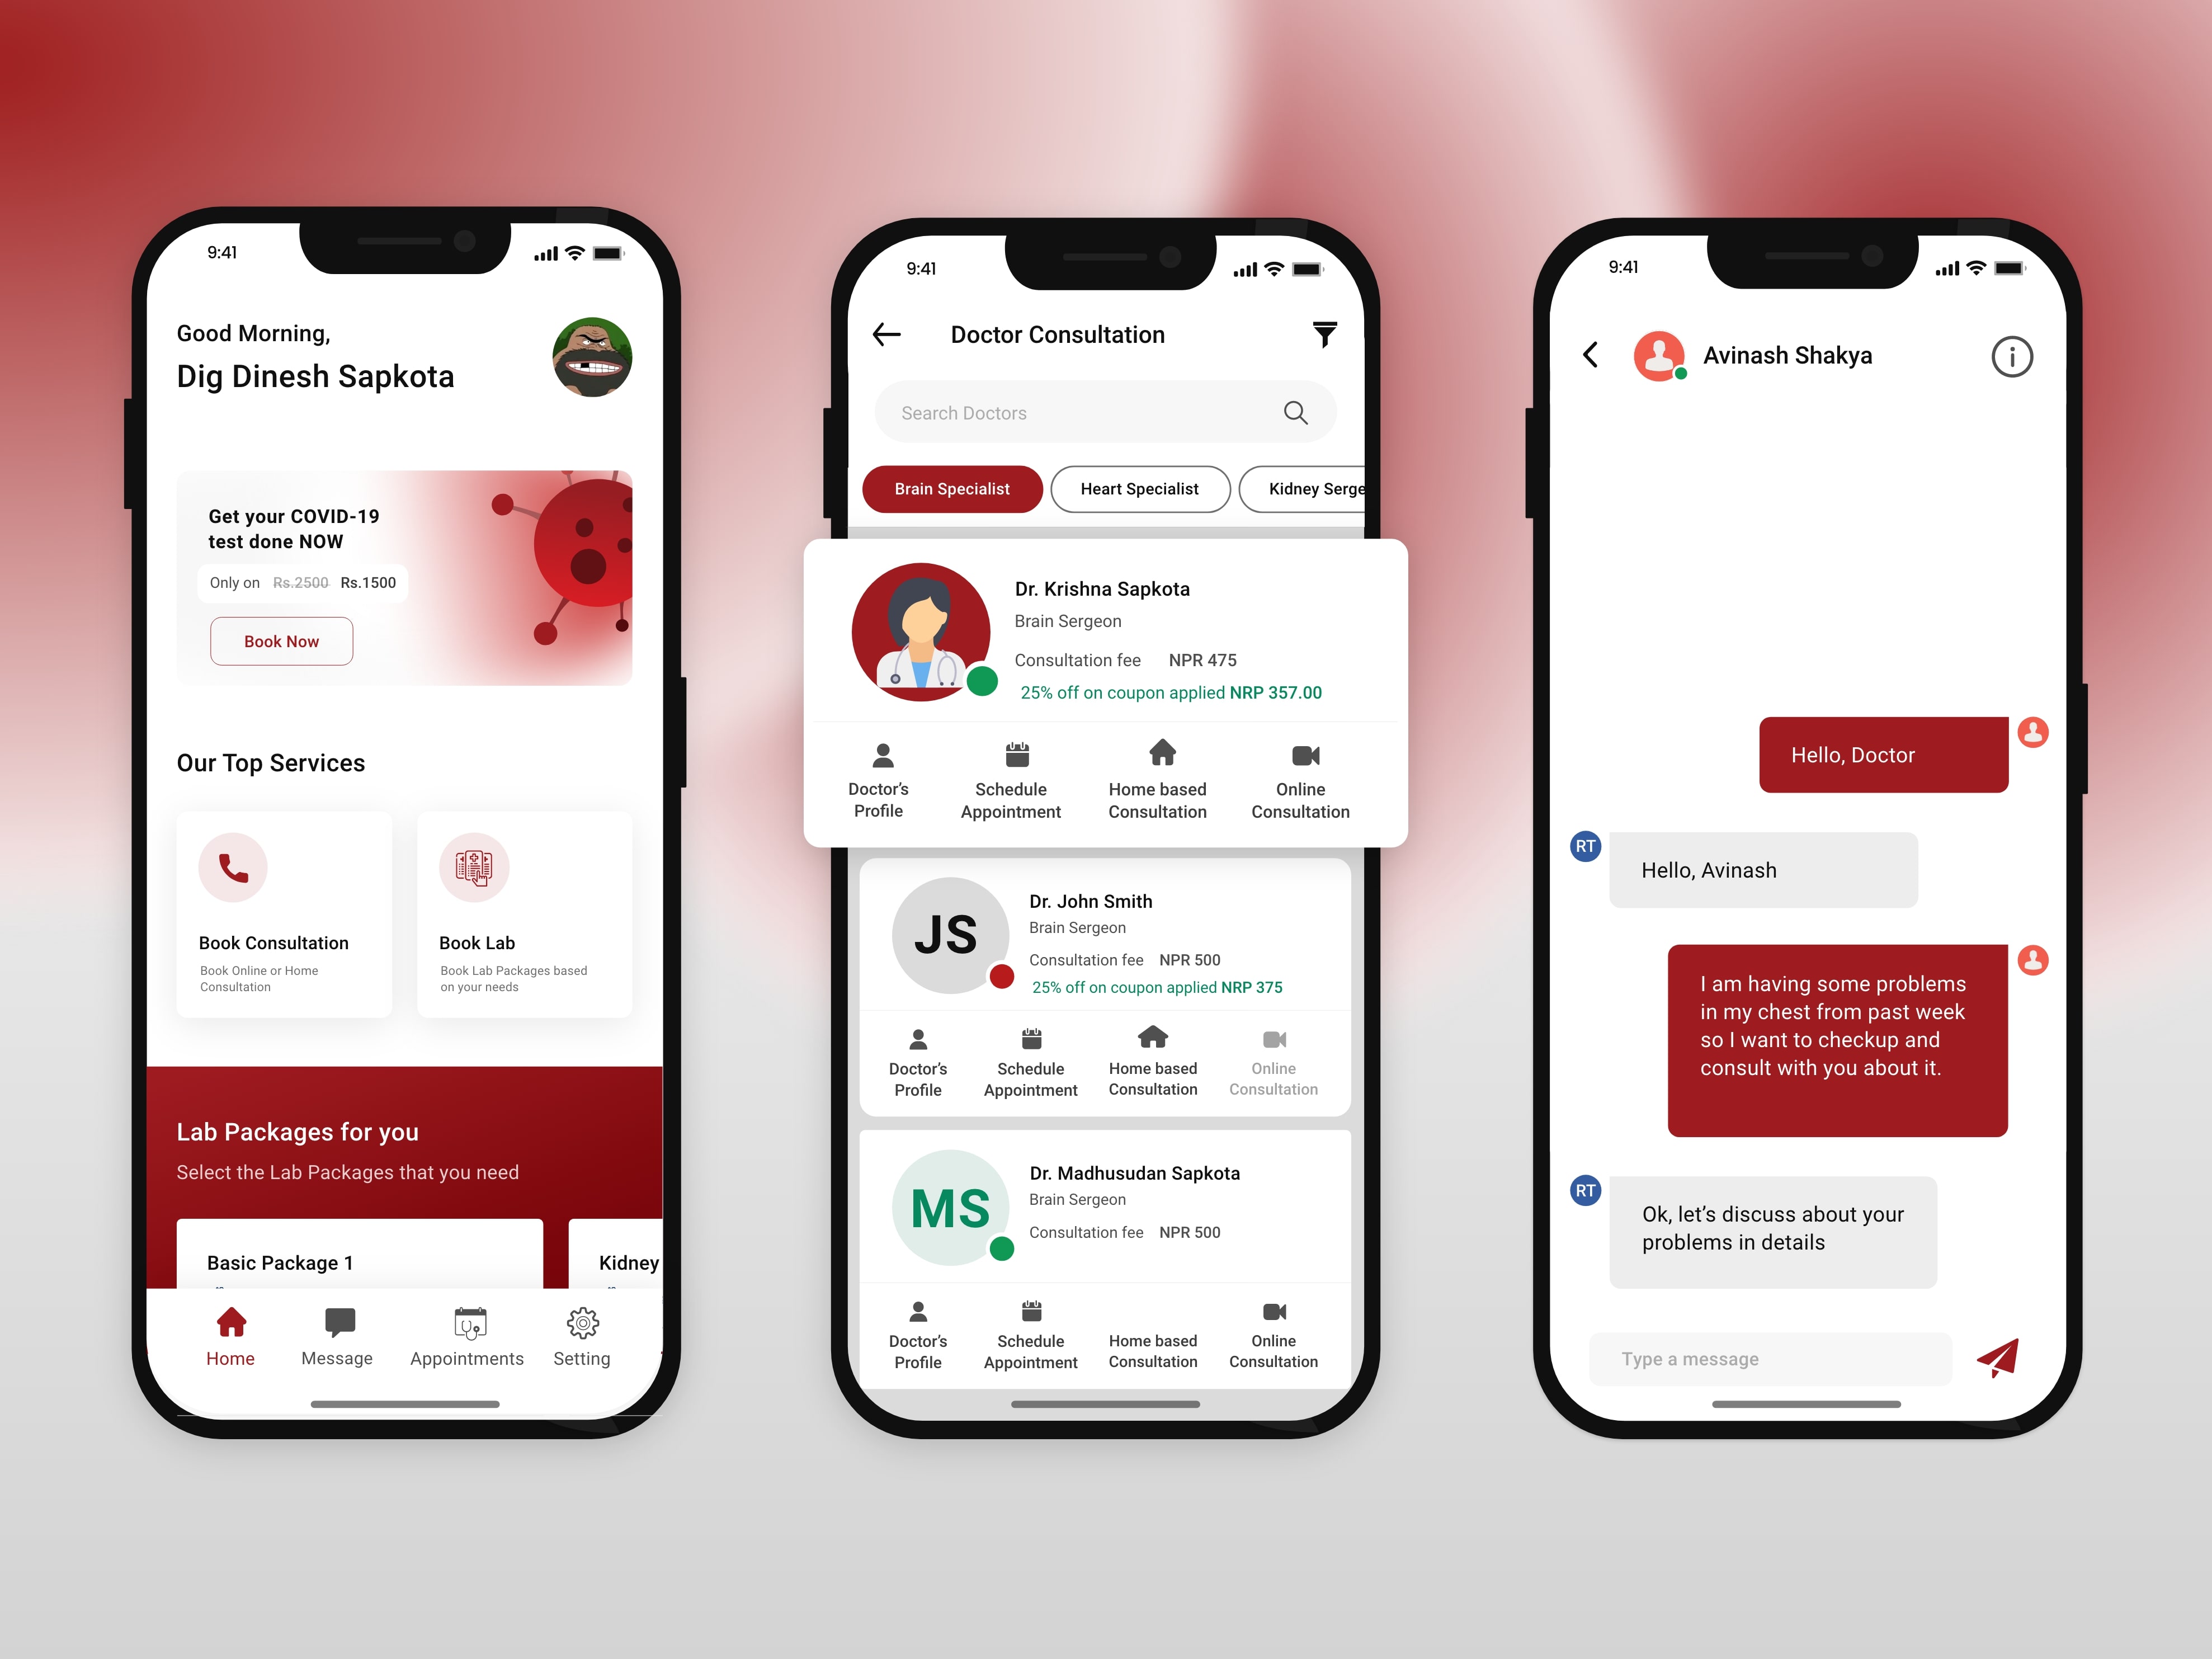 9:41
Good Morning,
Dig Dinesh Sapkota
Get your COVID-19
test done NOW
Only on Rs.2500 Rs.1500
Book Now
Our Top Services
Book Consultation
Book Online or Home
Consultation
Book Lab
Book Lab Packages based
on your needs
Lab Packages for you
Select the Lab Packages that you need
Basic Package 1
Kidney
Home
Message
Appointments
Setting
9:41
Doctor Consultation
Search Doctors
Brain Specialist
Heart Specialist
Kidney Serge
Dr. Krishna Sapkota
Brain Sergeon
Consultation fee NPR 475
25% off on coupon applied NRP 357.00
Doctor’s
Profile
Schedule
Appointment
Home based
Consultation
Online
Consultation
JS
Dr. John Smith
Brain Sergeon
Consultation fee NPR 500
25% off on coupon applied NRP 375
Doctor’s
Profile
Schedule
Appointment
Home based
Consultation
Online
Consultation
MS
Dr. Madhusudan Sapkota
Brain Sergeon
Consultation fee NPR 500
Doctor’s
Profile
Schedule
Appointment
Home based
Consultation
Online
Consultation
9:41
Avinash Shakya
Hello, Doctor
RT
Hello, Avinash
I am having some problems
in my chest from past week
so I want to checkup and
consult with you about it.
RT
Ok, let’s discuss about your
problems in details
Type a message